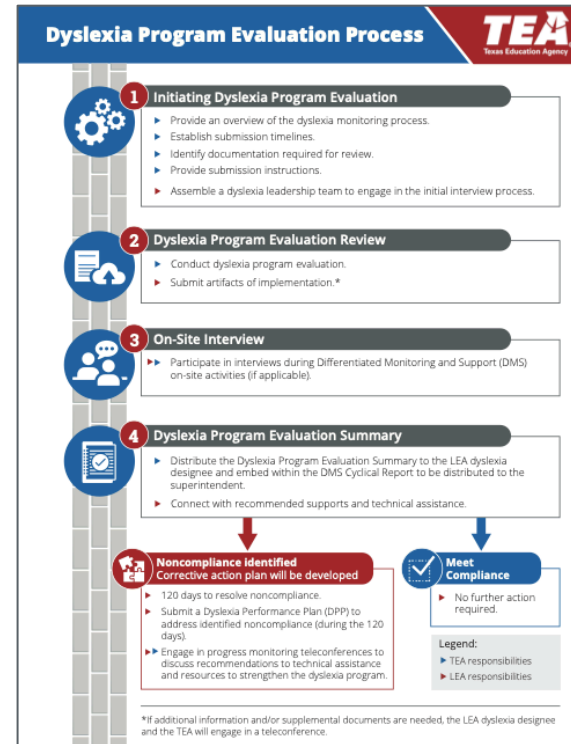 Dyslexia Program Evaluation Process
TEA
Texas Education Agency
1 Initiating Dyslexia Program Evaluation
Provide an overview of the dyslexia monitoring process.
Establish submission timelines.
Identify documentation required for review.
Provide submission instructions.
Assemble a dyslexia leadership team to engage in the initial interview process.
2 Dyslexia Program Evaluation Review
Conduct dyslexia program evaluation.
Submit artifacts of implementation.*
3 On-Site Interview
Participate in interviews during Differentiated Monitoring and Support (DMS)
on-site activities (if applicable).
4 Dyslexia Program Evaluation Summary
Distribute the Dyslexia Program Evaluation Summary to the LEA dyslexia
designee and embed within the DMS Cyclical Report to be distributed to the
superintendent.
Connect with recommended supports and technical assistance.
Noncompliance identified
Corrective action plan will be developed
120 days to resolve noncompliance.
Submit a Dyslexia Performance Plan (DPP) to
address identified noncompliance (during the 120
days).
Engage in progress monitoring teleconferences to
discuss recommendations to technical assistance
and resources to strengthen the dyslexia program.
Meet
Compliance
No further action
required.
Legend:
TEA responsibilities
LEA responsibilities
*If additional information and/or supplemental documents are needed, the LEA dyslexia designee
and the TEA will engage in a teleconference.